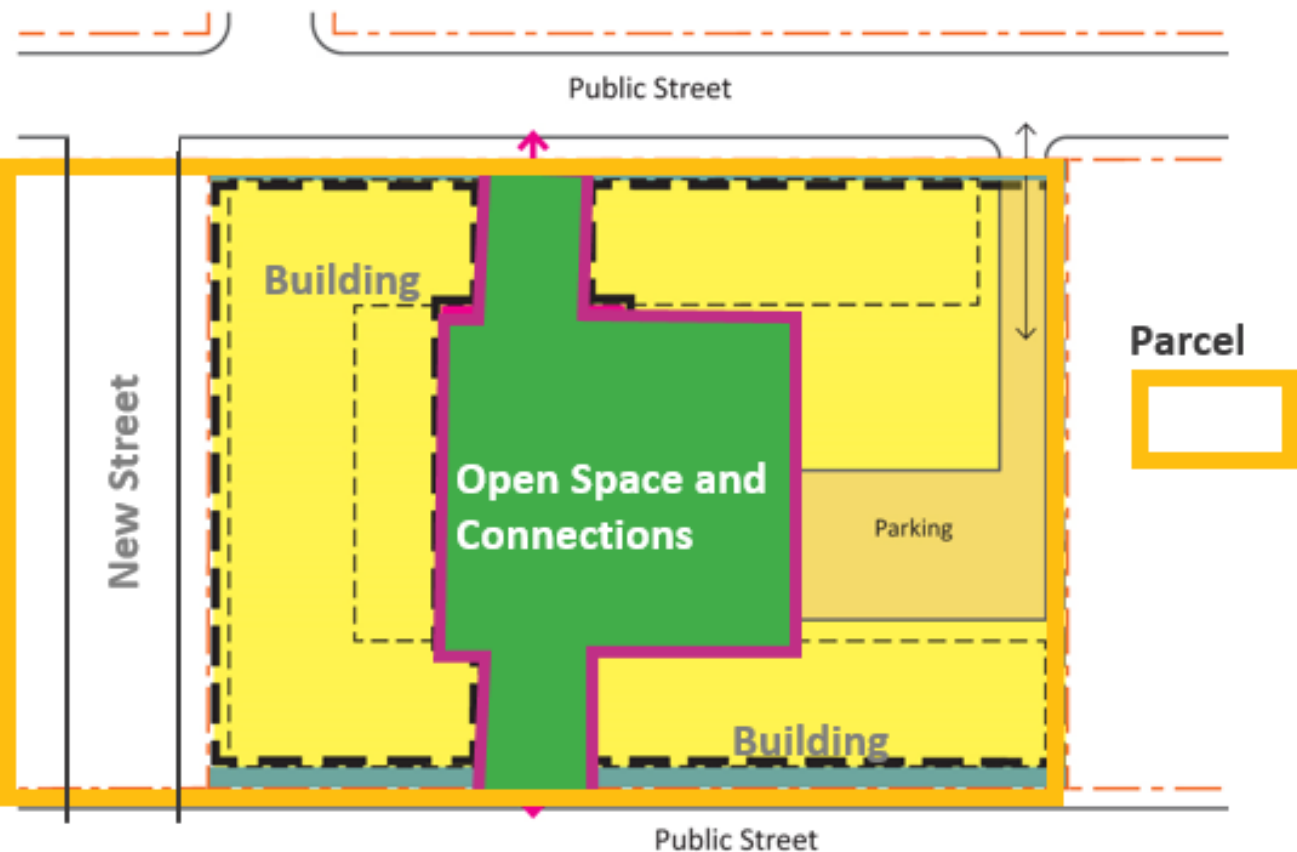 Public Street
Building
Parcel
New Street
Open Space and
Connections
Parking
Building
Public Street